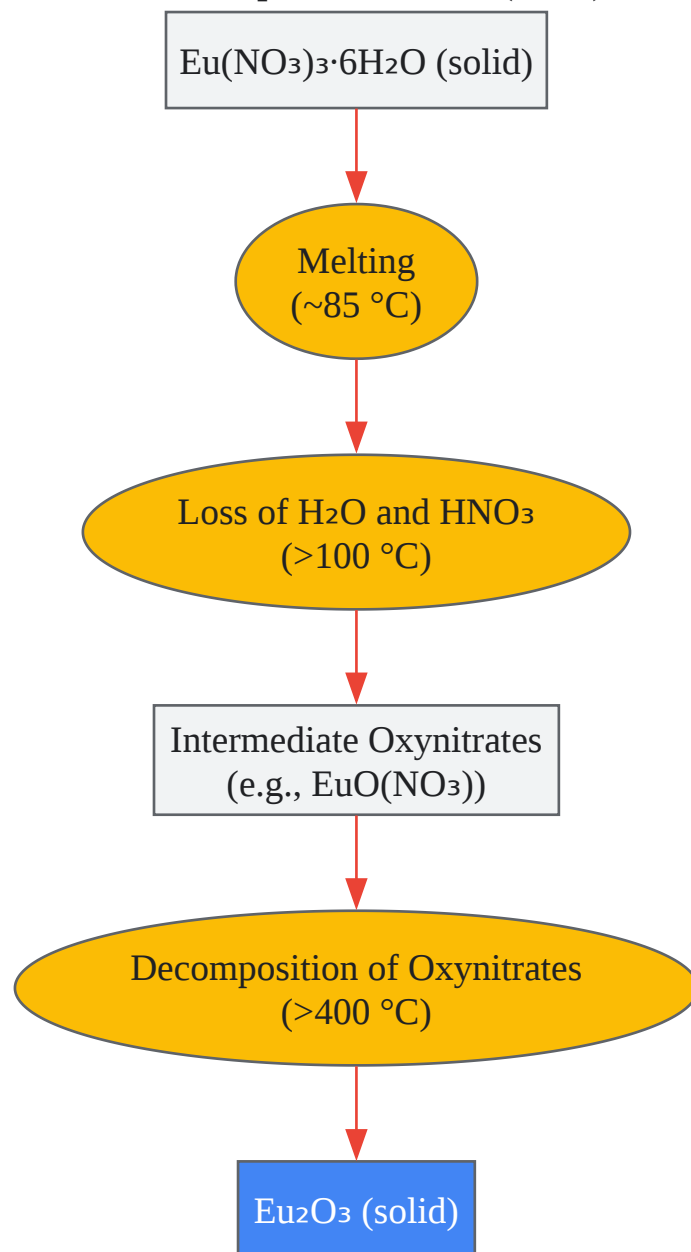 Eu(NO₃)₃·6H₂O (solid)
Melting
(~85 °C)
Loss of H₂O and HNO₃
(>100 °C)
Intermediate Oxynitrates
(e.g., EuO(NO₃))
Decomposition of Oxynitrates
(>400 °C)
Eu₂O₃ (solid)